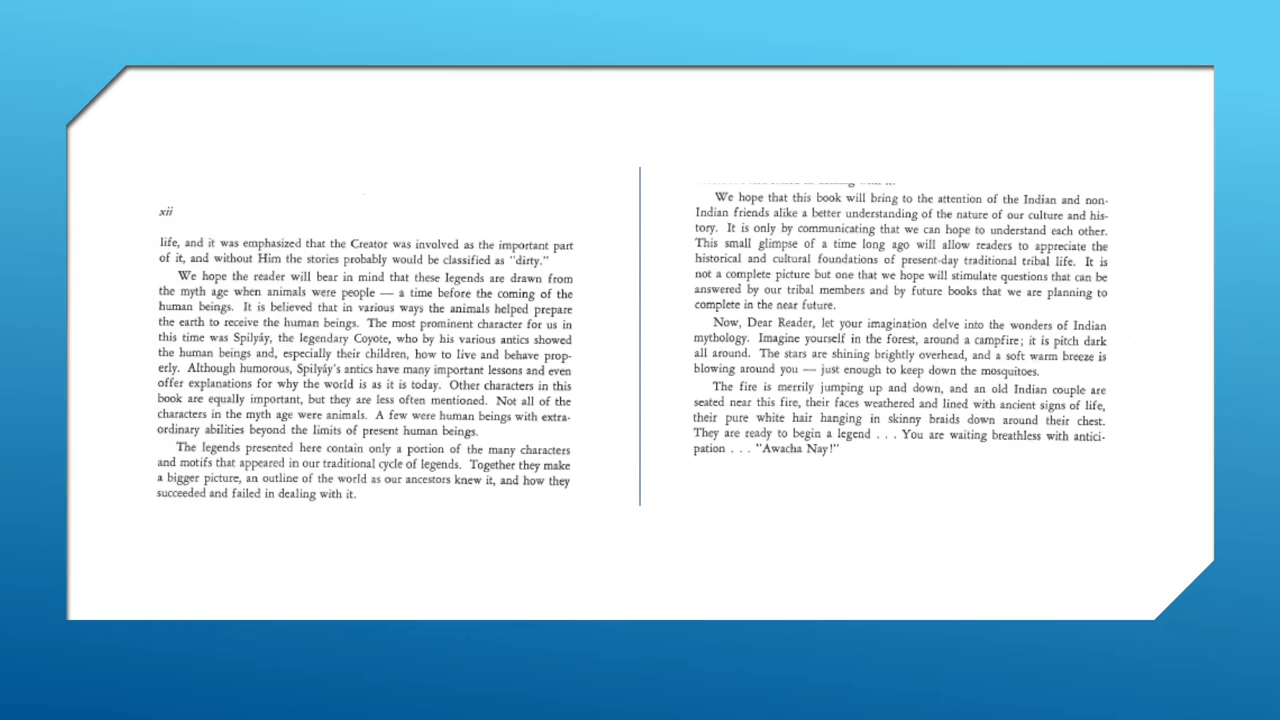 xii
life, and it was emphasized that the Creator was involved as the important part
of it, and without Him the stories probably would be classified as "dirty."
We hope the reader will bear in mind that these legends are drawn from
the myth age when animals were people — a time before the coming of the
human beings. It is believed that in various ways the animals helped prepare
the earth to receive the human beings. The most prominent character for us in
this time was Spilyáy, the legendary Coyote, who by his various antics showed
the human beings and, especially their children, how to live and behave prop-
erly. Although humorous, Spilyáy's antics have many important lessons and even
offer explanations for why the world is as it is today. Other characters in this
book are equally important, but they are less often mentioned. Not all of the
characters in the myth age were animals. A few were human beings with extra-
ordinary abilities beyond the limits of present human beings.
The legends presented here contain only a portion of the many characters
and motifs that appeared in our traditional cycle of legends. Together they make
a bigger picture, an outline of the world as our ancestors knew it, and how they
succeeded and failed in dealing with it.
We hope that this book will bring to the attention of the Indian and non-
Indian friends alike a better understanding of the nature of our culture and his-
tory. It is only by communicating that we can hope to understand each other.
This small glimpse of a time long ago will allow readers to appreciate the
historical and cultural foundations of present-day traditional tribal life. It is
not a complete picture but one that we hope will stimulate questions that can be
answered by our tribal members and by future books that we are planning to
complete in the near future.
Now, Dear Reader, let your imagination delve into the wonders of Indian
mythology. Imagine yourself in the forest, around a campfire; it is pitch dark
all around. The stars are shining brightly overhead, and a soft warm breeze is
blowing around you — just enough to keep down the mosquitoes.
The fire is merrily jumping up and down, and an old Indian couple are
seated near this fire, their faces weathered and lined with ancient signs of life,
their pure white hair hanging in skinny braids down around their chest.
They are ready to begin a legend . . . You are waiting breathless with antici-
pation . . . "Awacha Nay!"